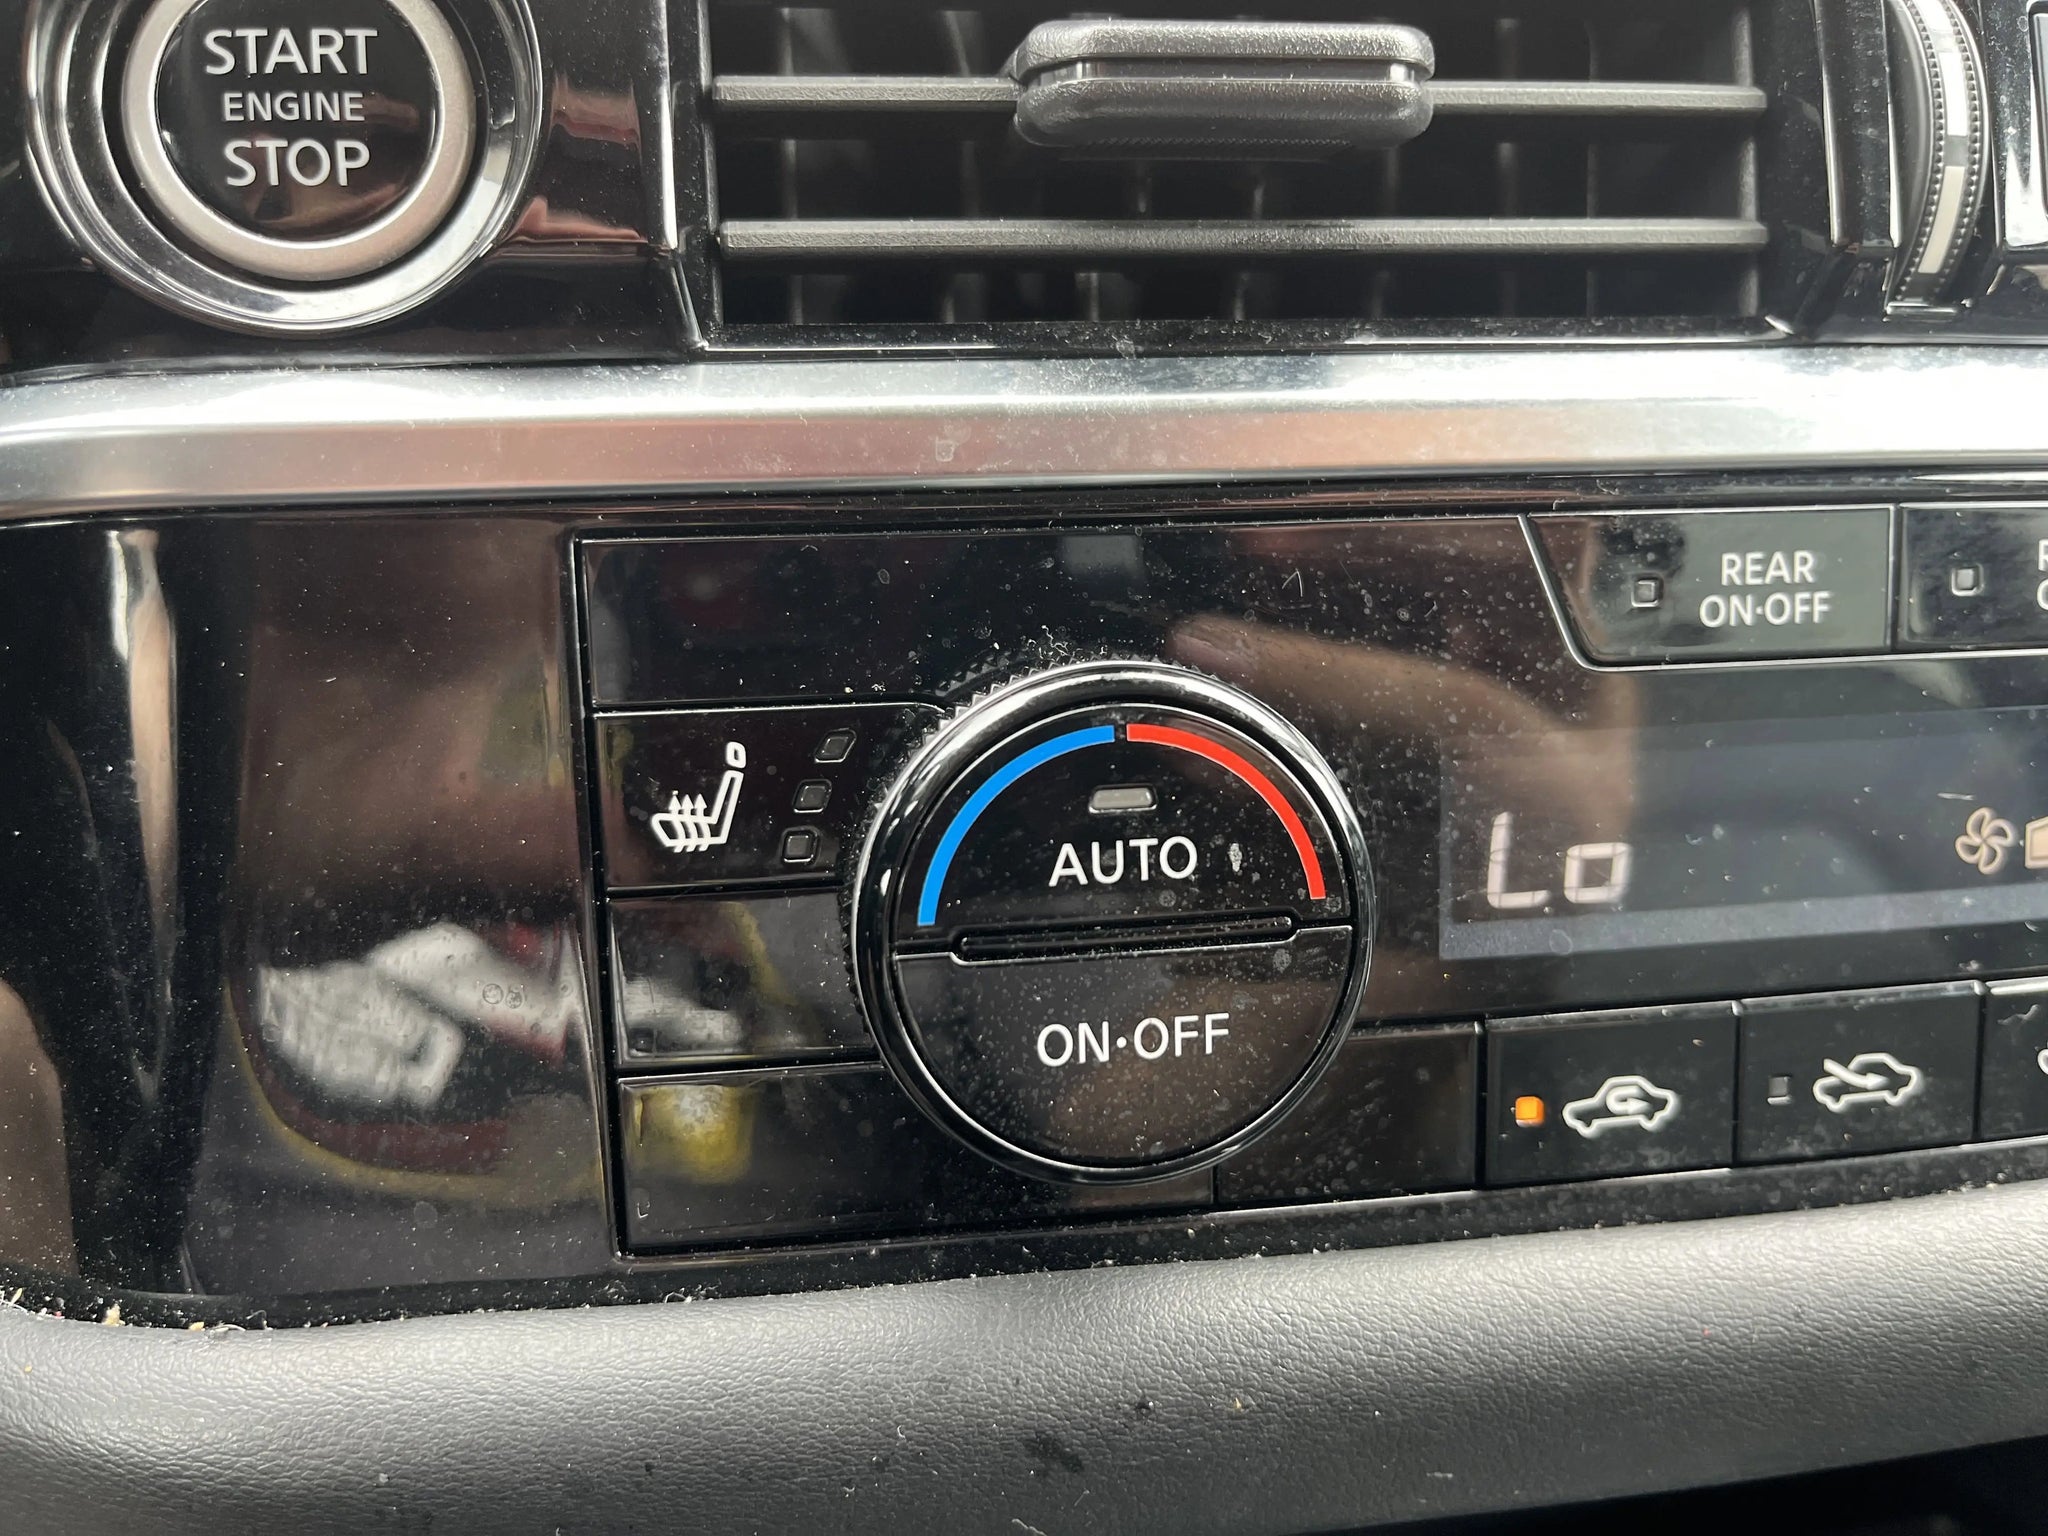 START
ENGINE
STOP
REAR
ON·OFF
AUTO
Lo
ON·OFF